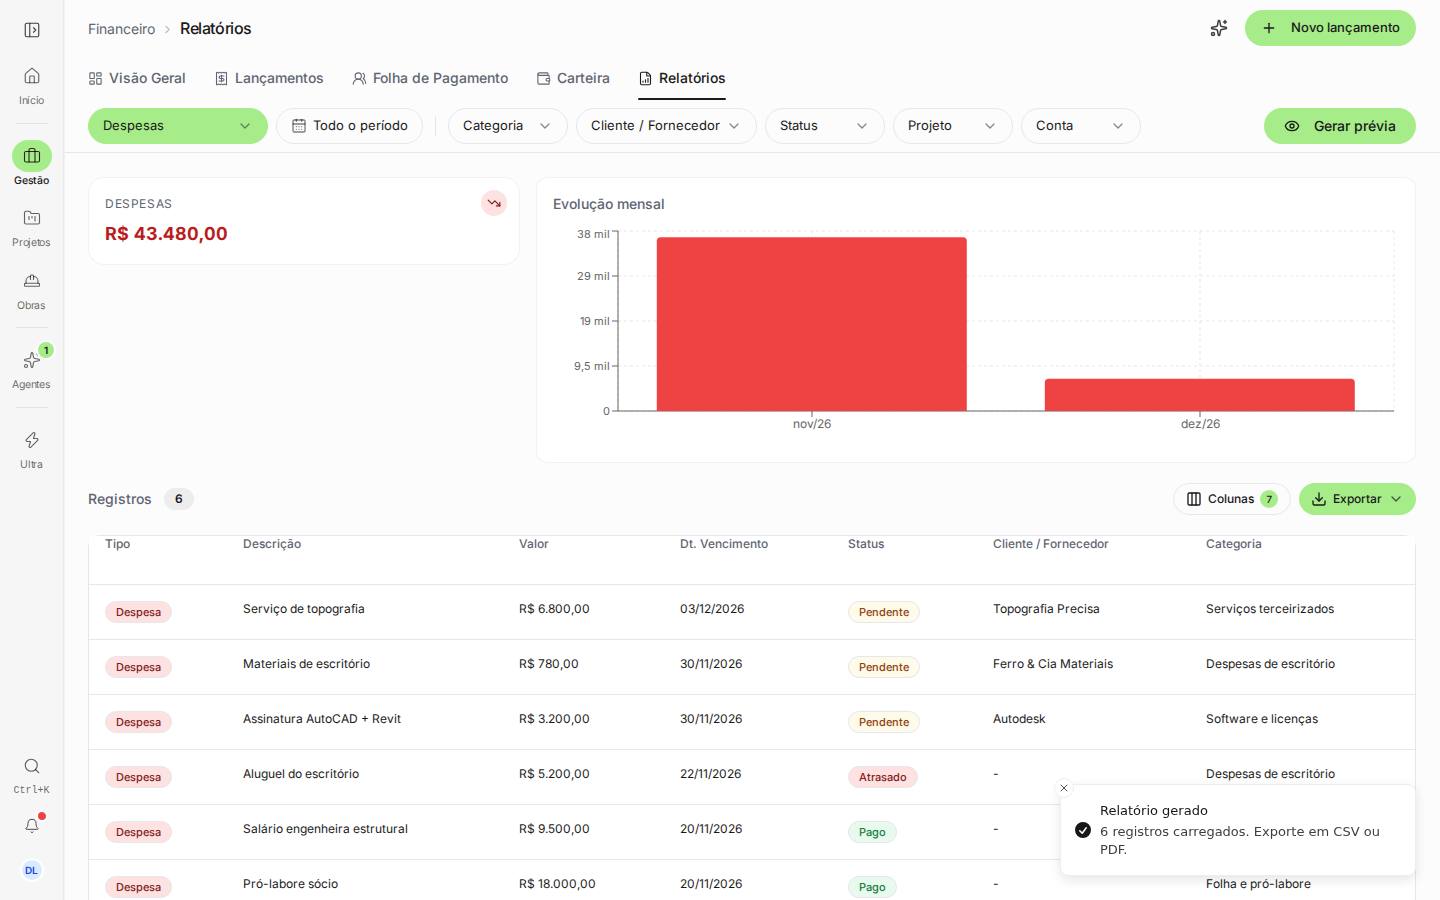 Financeiro > Relatórios
Novo lançamento
Início
Gestão
Projetos
Obras
1
Agentes
Ultra
Ctrl+K
DL
Visão Geral
Lançamentos
Folha de Pagamento
Carteira
Relatórios
Despesas
Todo o período
Categoria
Cliente / Fornecedor
Status
Projeto
Conta
Gerar prévia
DESPESAS
R$ 43.480,00
Evolução mensal
38 mil
29 mil
19 mil
9,5 mil
0
nov/26 dez/26
Registros 6
Colunas 7
Exportar
Tipo Descrição Valor Dt. Vencimento Status Cliente / Fornecedor Categoria
Despesa Serviço de topografia R$ 6.800,00 03/12/2026 Pendente Topografia Precisa Serviços terceirizados
Despesa Materiais de escritório R$ 780,00 30/11/2026 Pendente Ferro & Cia Materiais Despesas de escritório
Despesa Assinatura AutoCAD + Revit R$ 3.200,00 30/11/2026 Pendente Autodesk Software e licenças
Despesa Aluguel do escritório R$ 5.200,00 22/11/2026 Atrasado - Despesas de escritório
Despesa Salário engenheira estrutural R$ 9.500,00 20/11/2026 Pago -
Despesa Pró-labore sócio R$ 18.000,00 20/11/2026 Pago - Folha e pró-labore
Relatório gerado
6 registros carregados. Exporte em CSV ou
PDF.